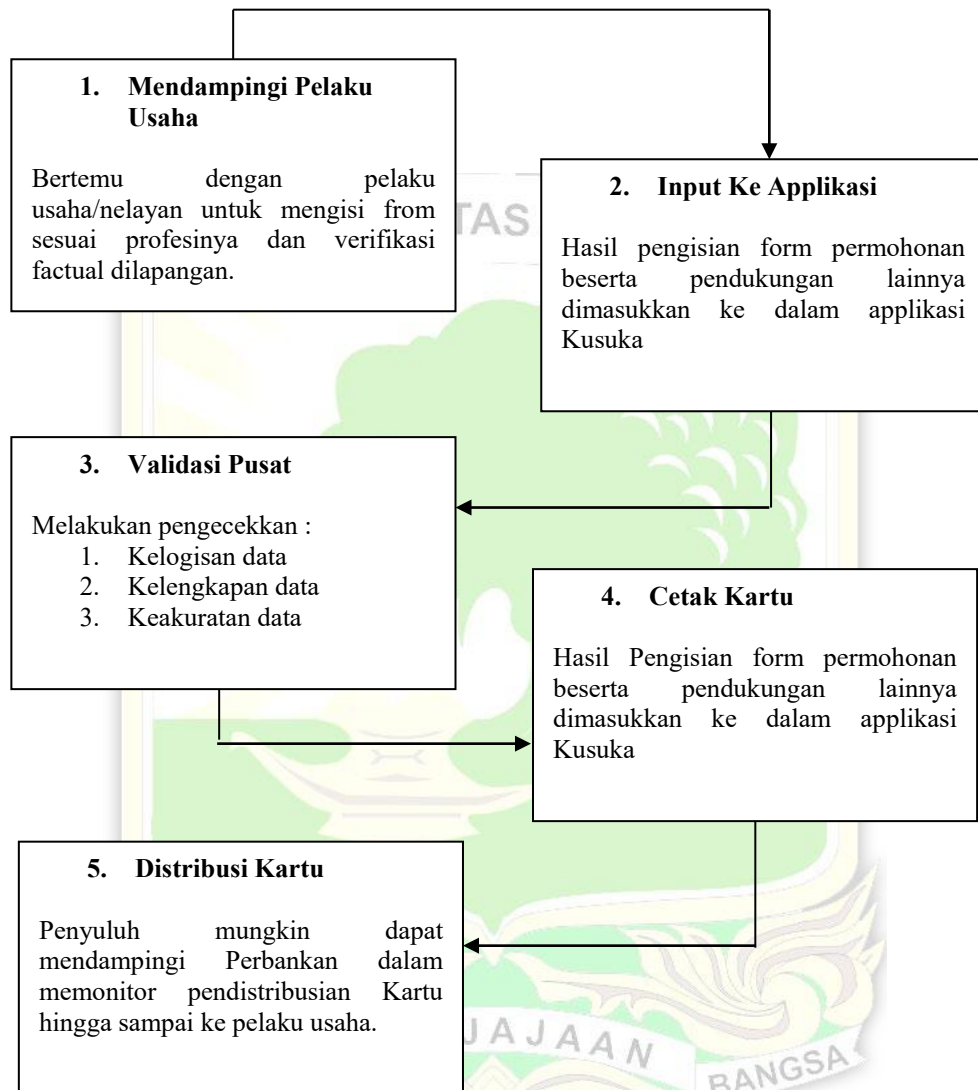 1. Mendampingi Pelaku
Usaha
Bertemu dengan pelaku
usaha/nelayan untuk mengisi from
sesuai profesinya dan verifikasi
factual dilapangan.
2. Input Ke Applikasi
Hasil pengisian form permohonan
beserta pendukungan lainnya
dimasukkan ke dalam applikasi
Kusuka
TAS
3. Validasi Pusat
Melakukan pengecekkan :
1. Kelogisan data
2. Kelengkapan data
3. Keakuratan data
4. Cetak Kartu
Hasil Pengisian form permohonan
beserta pendukungan lainnya
dimasukkan ke dalam applikasi
Kusuka
5. Distribusi Kartu
Penyuluh mungkin dapat
mendampingi Perbankan dalam
memonitor pendistribusian Kartu
hingga sampai ke pelaku usaha.
JAJAAN
BANGSA